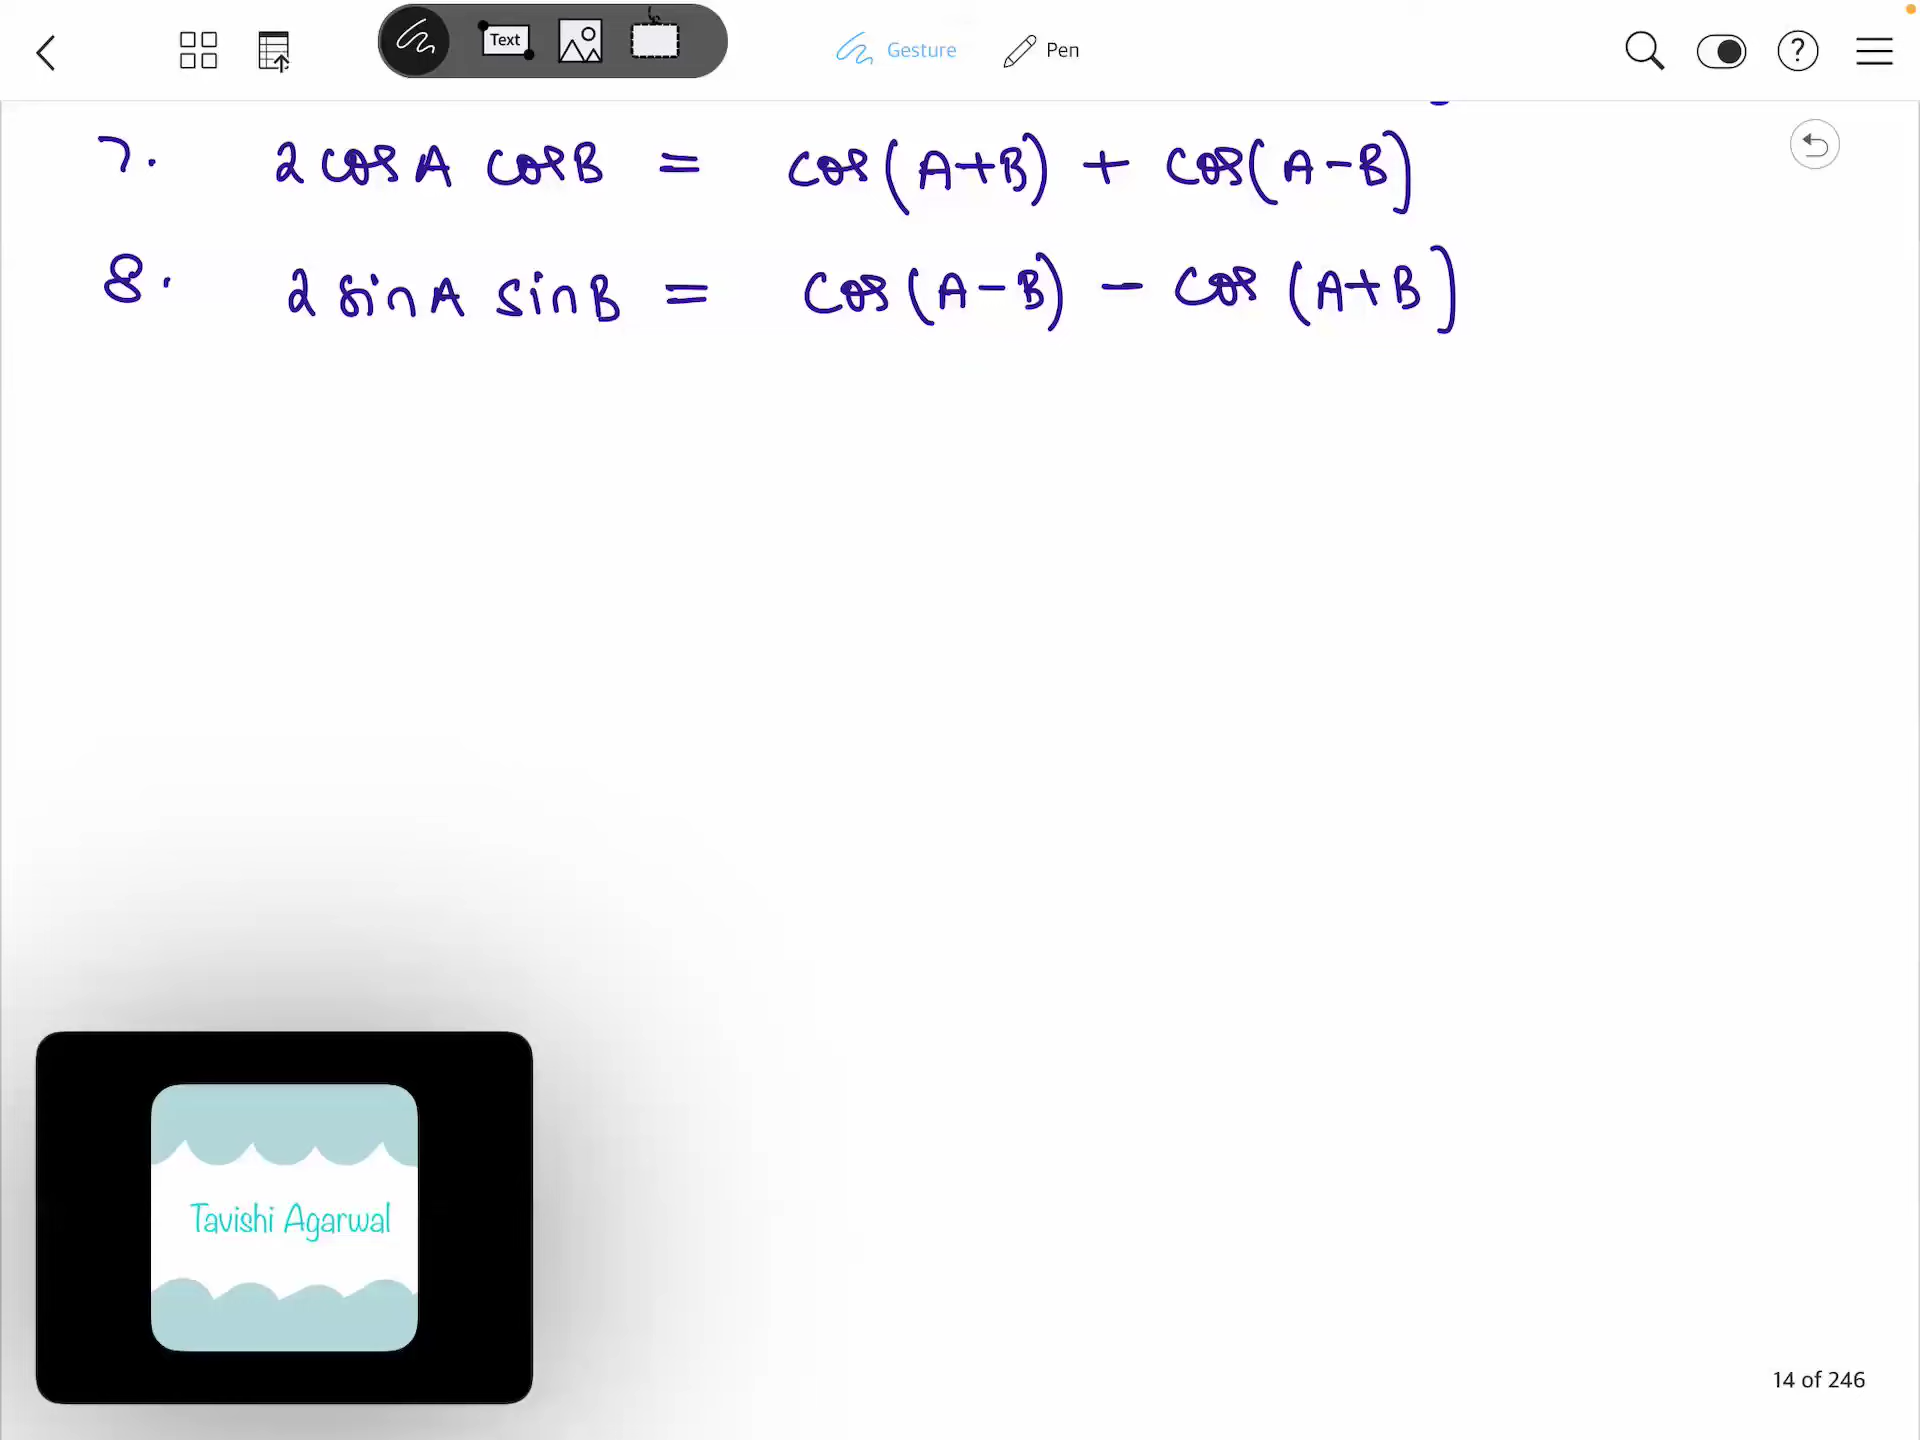 Text Gesture Pen ?
7. 2 cos A cos B = cos(A+B) + cos(A-B)
8. 2 sin A sin B = cos(A-B) - cos(A+B)
Tavishi Agarwal
14 of 246